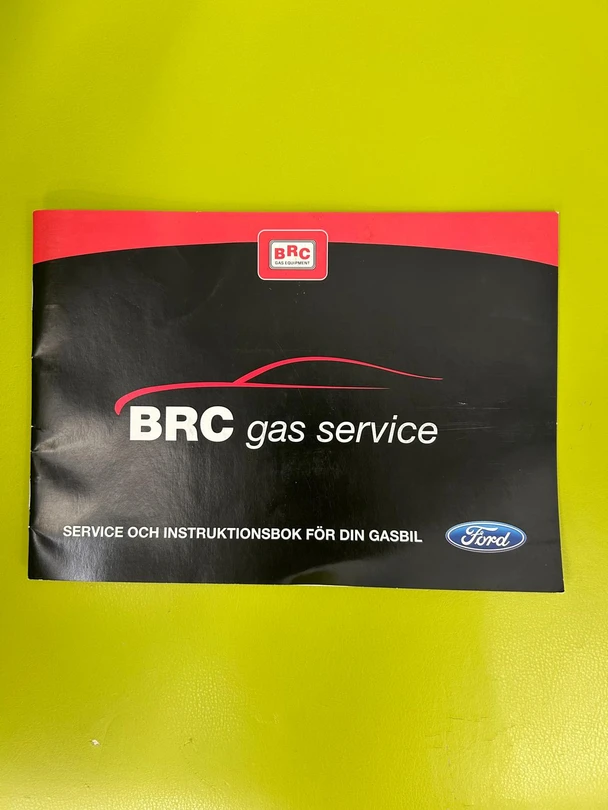 BRC
GAS EQUIPMENT
BRC gas service
SERVICE OCH INSTRUKTIONSBOK FÖR DIN GASBIL
Ford